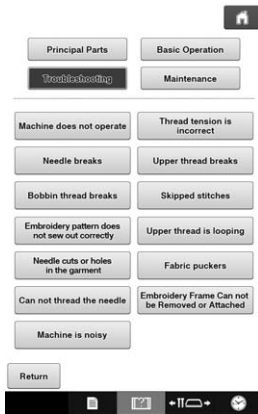 Principal Parts
Basic Operation
Troubleshooting
Maintenance
Machine does not operate
Thread tension is
incorrect
Needle breaks
Upper thread breaks
Bobbin thread breaks
Skipped stitches
Embroidery pattern does
not sew out correctly
Upper thread is looping
Needle cuts or holes
in the garment
Fabric puckers
Can not thread the needle
Embroidery Frame Can not
be Removed or Attached
Machine is noisy
Return